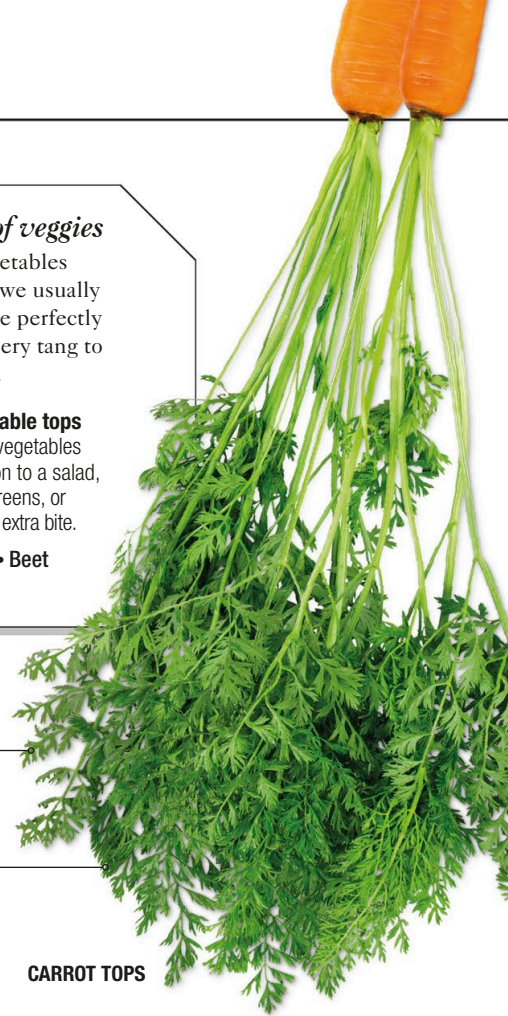 of veggies
etables
we usually
e perfectly
ery tang to
able tops
vegetables
on to a salad,
reens, or
extra bite.
• Beet
CARROT TOPS